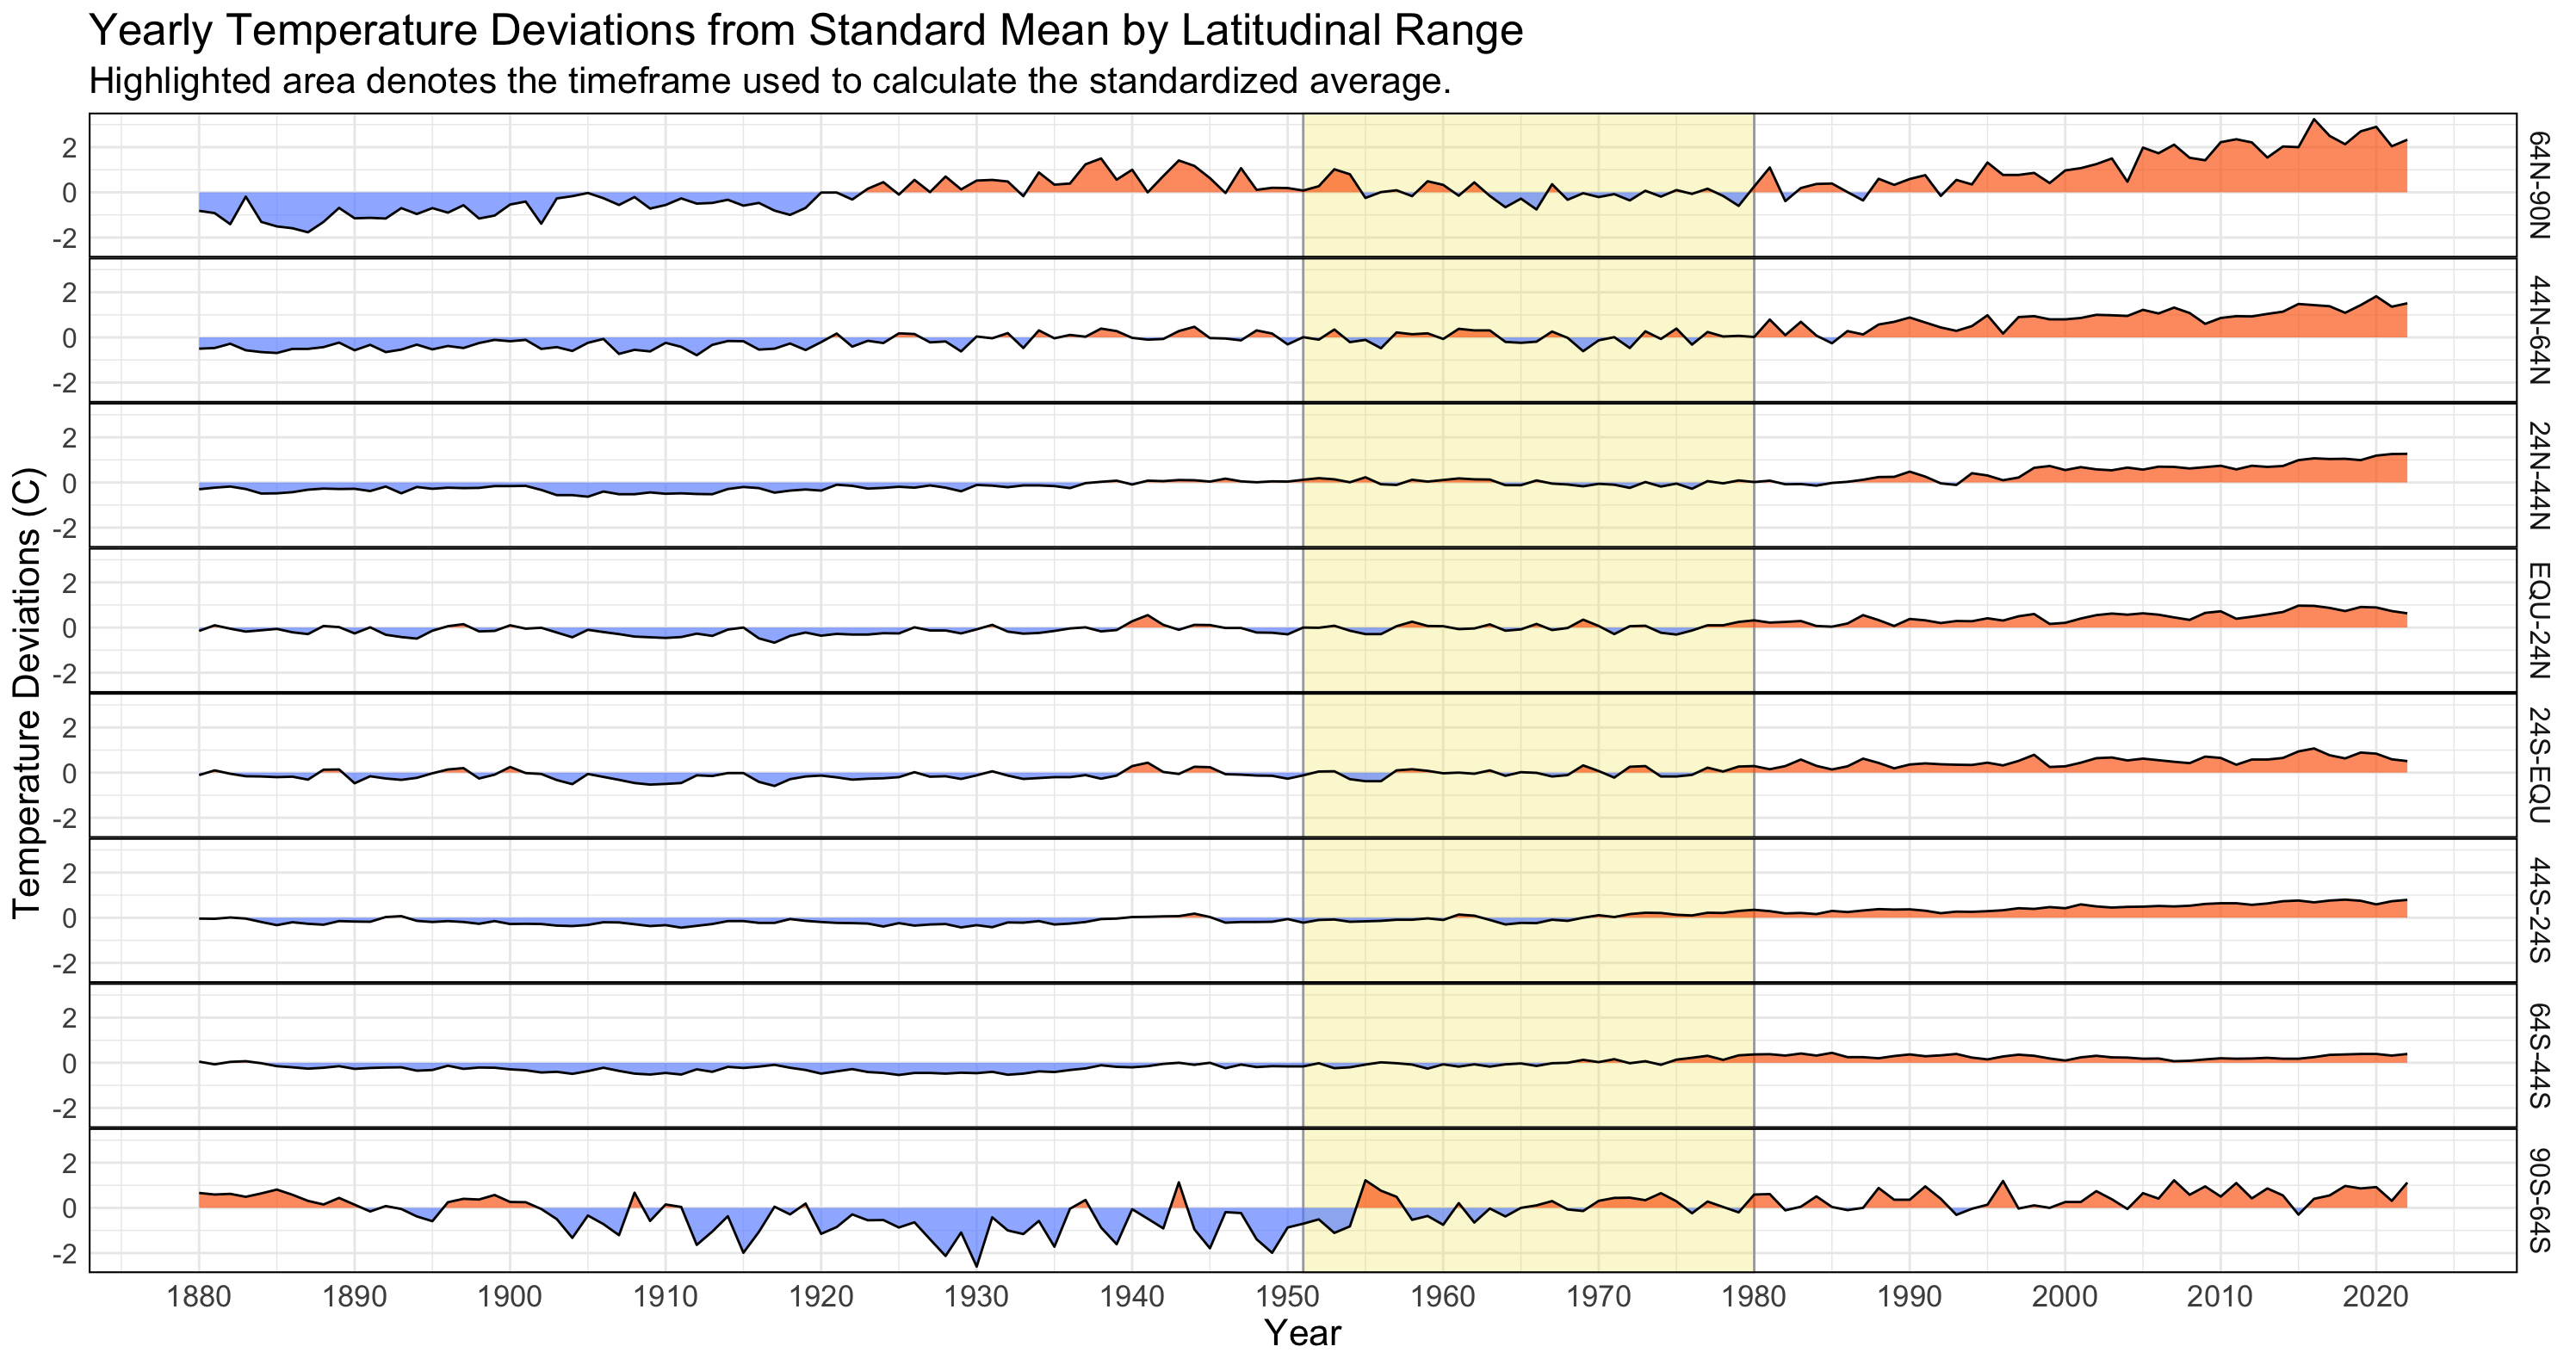 Yearly Temperature Deviations from Standard Mean by Latitudinal Range
Highlighted area denotes the timeframe used to calculate the standardized average.
Temperature Deviations (C)
2
0
-2
64N-90N
2
0
-2
44N-64N
2
0
-2
24N-44N
2
0
-2
EQU-24N
2
0
-2
24S-EQU
2
0
-2
44S-24S
2
0
-2
64S-44S
2
0
-2
90S-64S
1880 1890 1900 1910 1920 1930 1940 1950 1960 1970 1980 1990 2000 2010 2020
Year